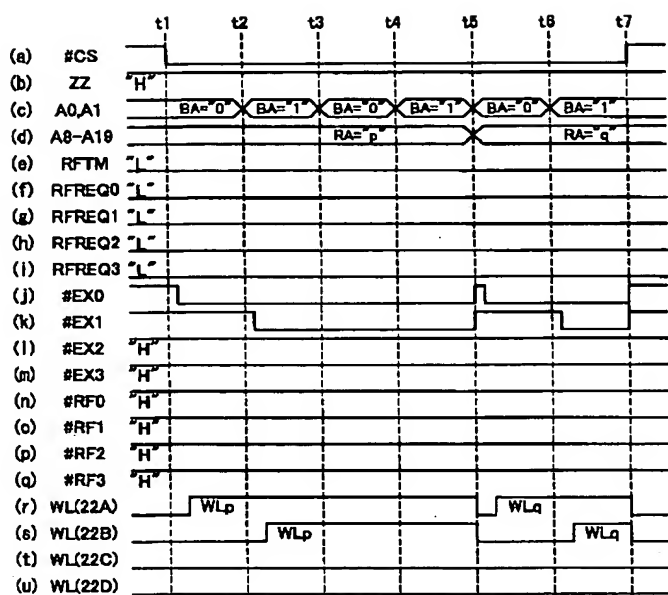 t1 t2 t3 t4 t5 t6 t7
(a) #CS
(b) ZZ "H"
(c) A0,A1 BA="0" BA="1" BA="0" BA="1" BA="0" BA="1"
(d) A8-A19 RA="p" RA="q"
(e) RFTM "L"
(f) RFREQ0 "L"
(g) RFREQ1 "L"
(h) RFREQ2 "L"
(i) RFREQ3 "L"
(j) #EX0
(k) #EX1
(l) #EX2 "H"
(m) #EX3 "H"
(n) #RF0 "H"
(o) #RF1 "H"
(p) #RF2 "H"
(q) #RF3 "H"
(r) WL(22A) WLp WLq
(s) WL(22B) WLp WLq
(t) WL(22C)
(u) WL(22D)